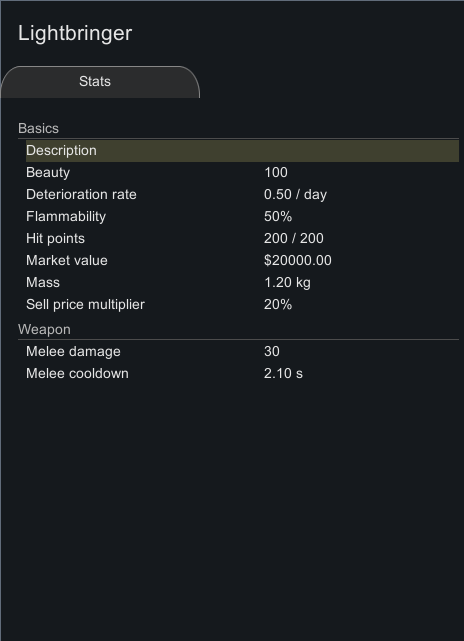 Lightbringer
Stats
Basics
Description
Beauty 100
Deterioration rate 0.50 / day
Flammability 50%
Hit points 200 / 200
Market value $20000.00
Mass 1.20 kg
Sell price multiplier 20%
Weapon
Melee damage 30
Melee cooldown 2.10 s